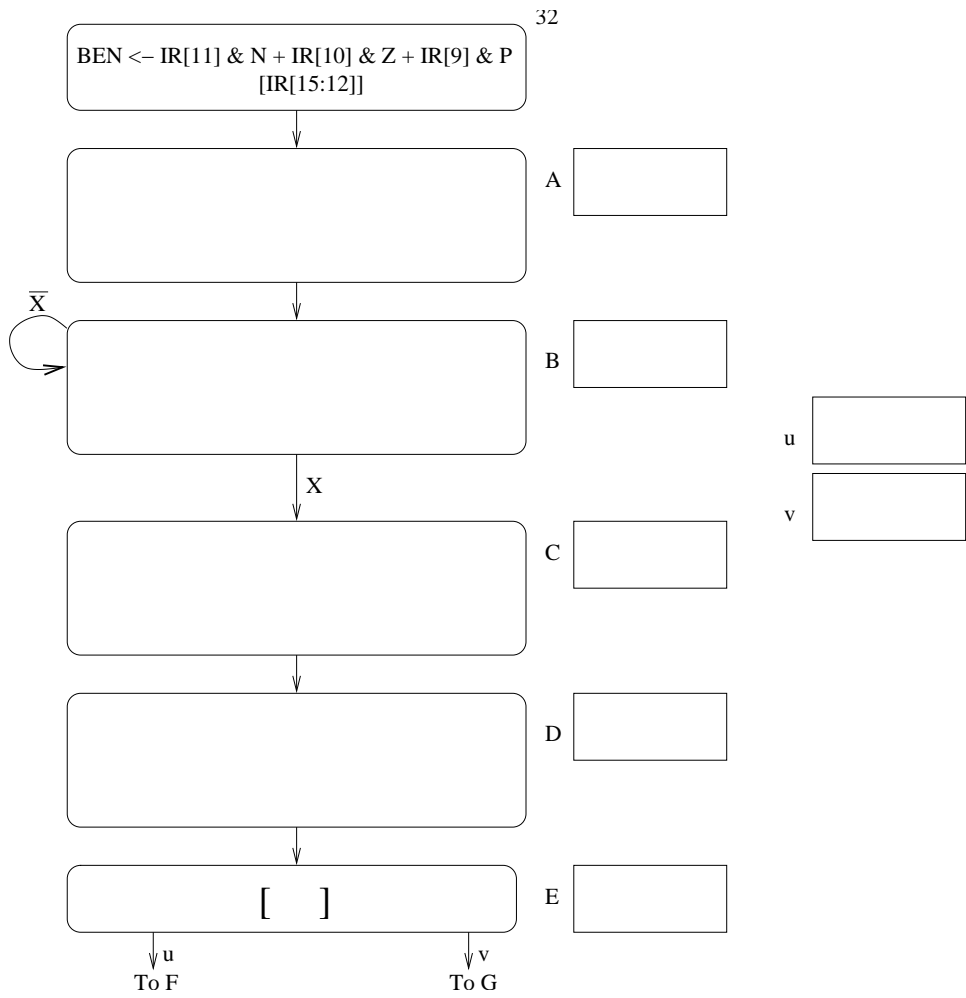 32
BEN <– IR[11] & N + IR[10] & Z + IR[9] & P
[IR[15:12]]
A
X̅
B
u
X
v
C
D
[ ]
E
u
v
To F
To G